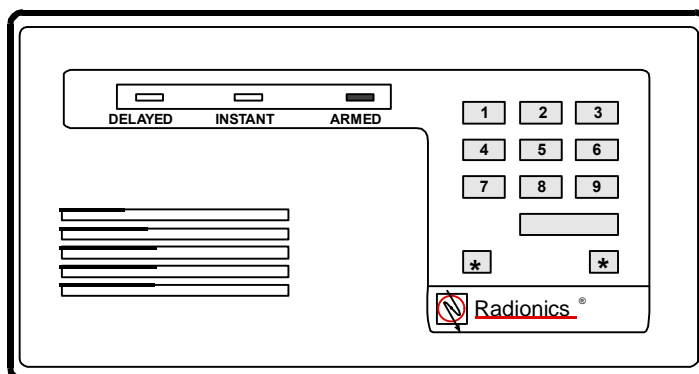 DELAYED INSTANT ARMED
1 2 3
4 5 6
7 8 9
* *
Radionics ®